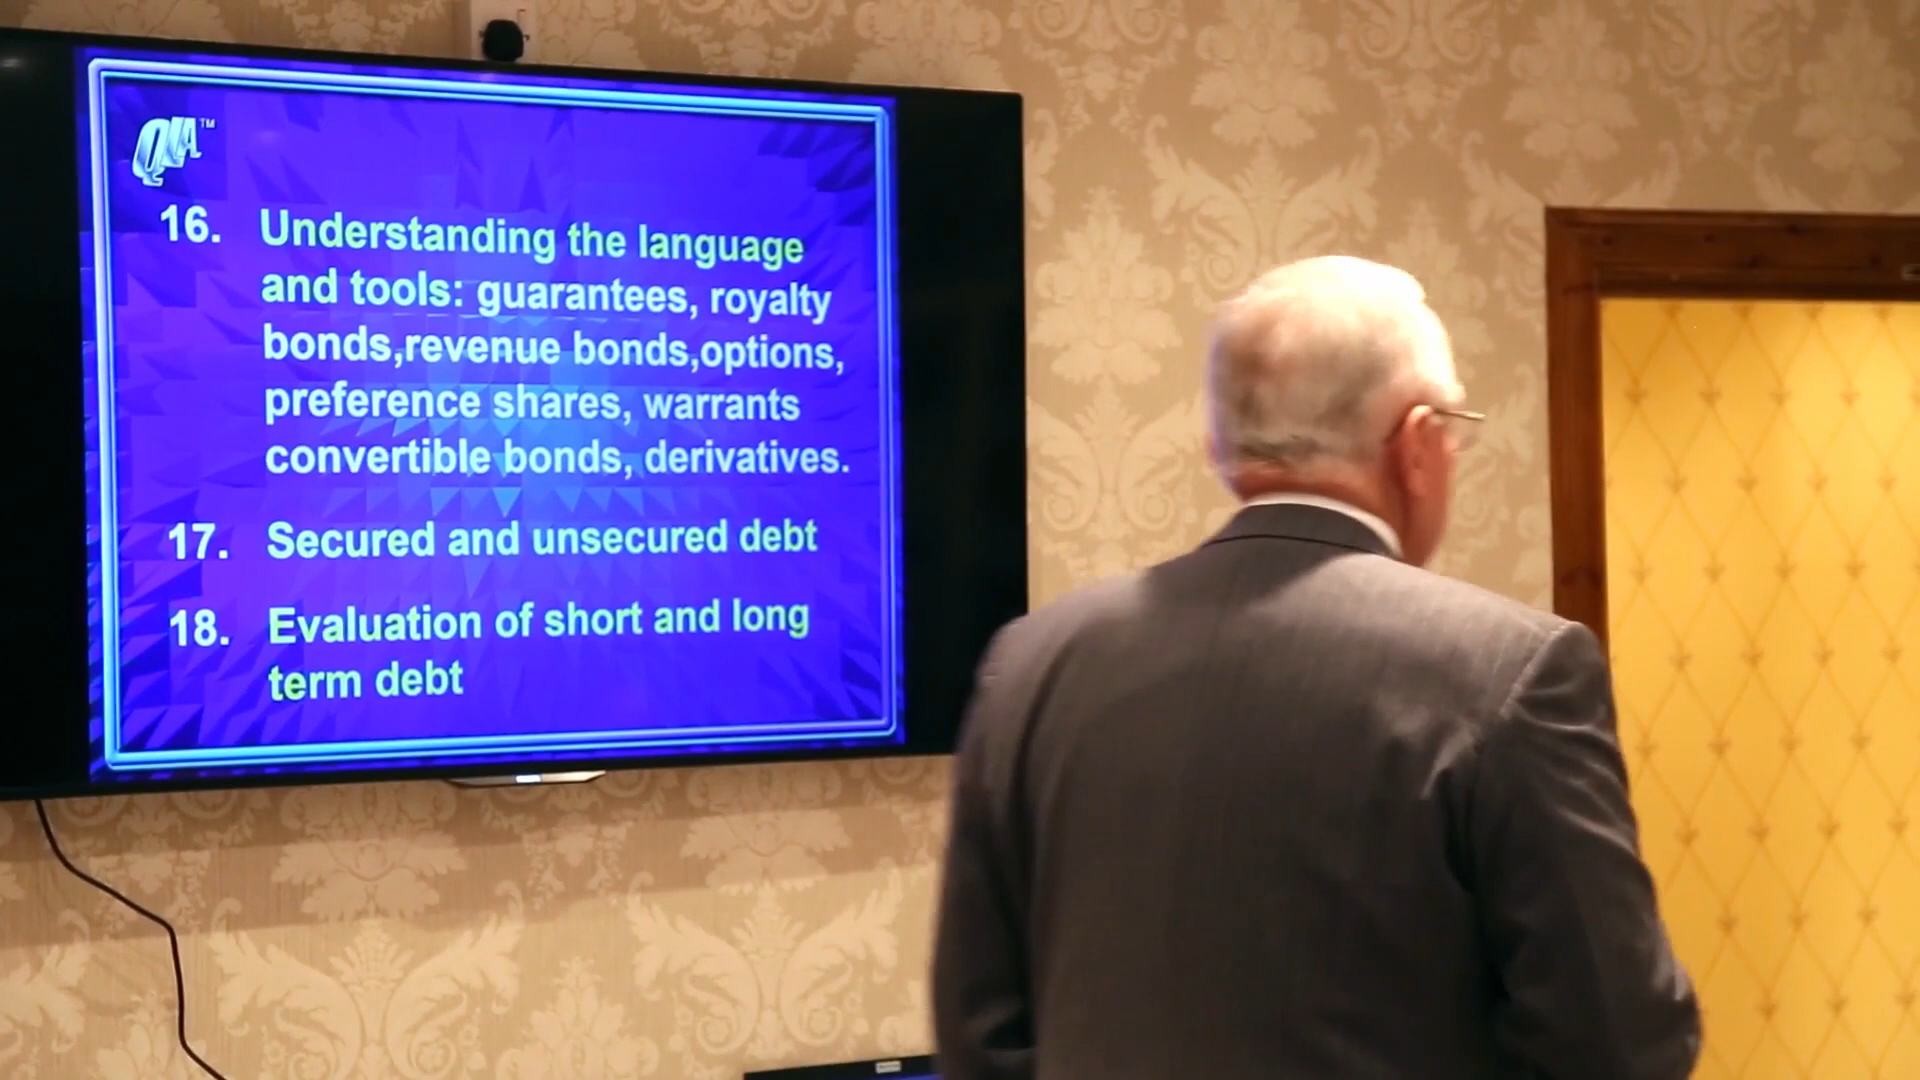 QLA™
16. Understanding the language
and tools: guarantees, royalty
bonds,revenue bonds,options,
preference shares, warrants
convertible bonds, derivatives.
17. Secured and unsecured debt
18. Evaluation of short and long
term debt